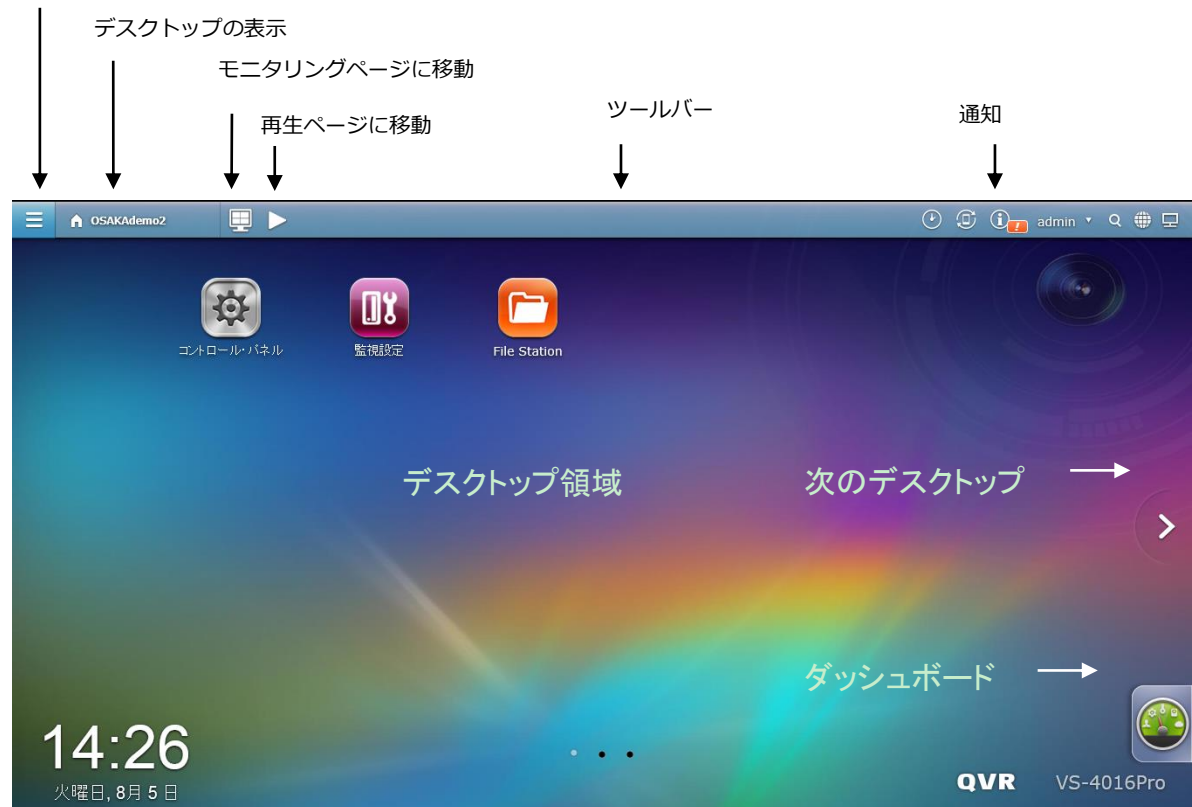 デスクトップの表示
モニタリングページに移動
再生ページに移動
ツールバー
通知
OSAKAdemo2
admin
コントロール・パネル
監視設定
File Station
デスクトップ領域
次のデスクトップ
ダッシュボード
14:26
火曜日, 8月 5 日
QVR VS-4016Pro